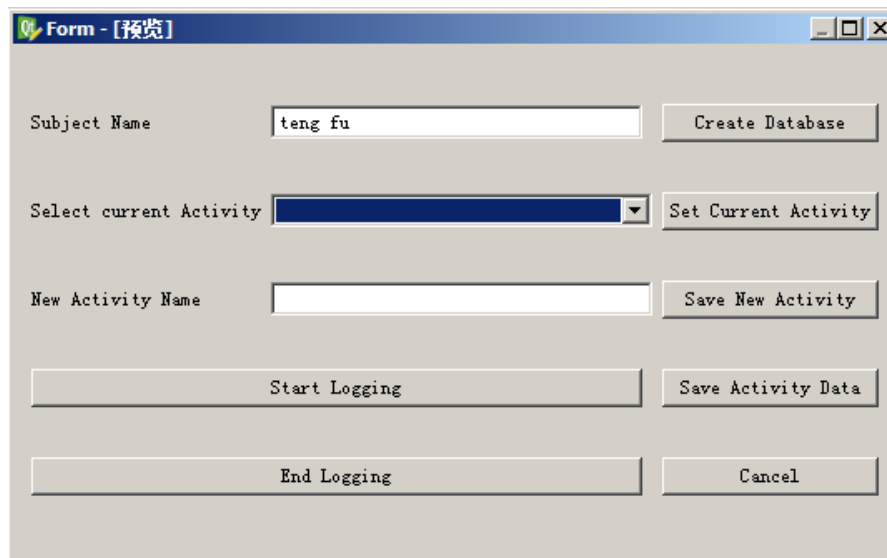 Form - [预览]
Subject Name teng fu Create Database
Select current Activity Set Current Activity
New Activity Name Save New Activity
Start Logging Save Activity Data
End Logging Cancel